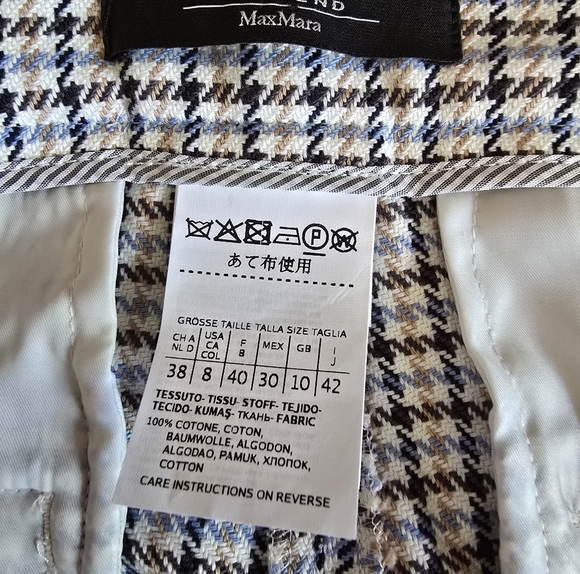 END
MaxMara
P W
あて布使用
GRÖSSE TAILLE TALLA SIZE TAGLIA
CH A NL D USA CA COL F B MEX GB I J
38 8 40 30 10 42
TESSUTO- TISSU- STOFF- TEJIDO-
TECIDO- KUMAŞ- ТКАНЬ- FABRIC
100% COTONE, COTON,
BAUMWOLLE, ALGODON,
ALGODAO, PAMUK, ХЛОПОК,
COTTON
CARE INSTRUCTIONS ON REVERSE